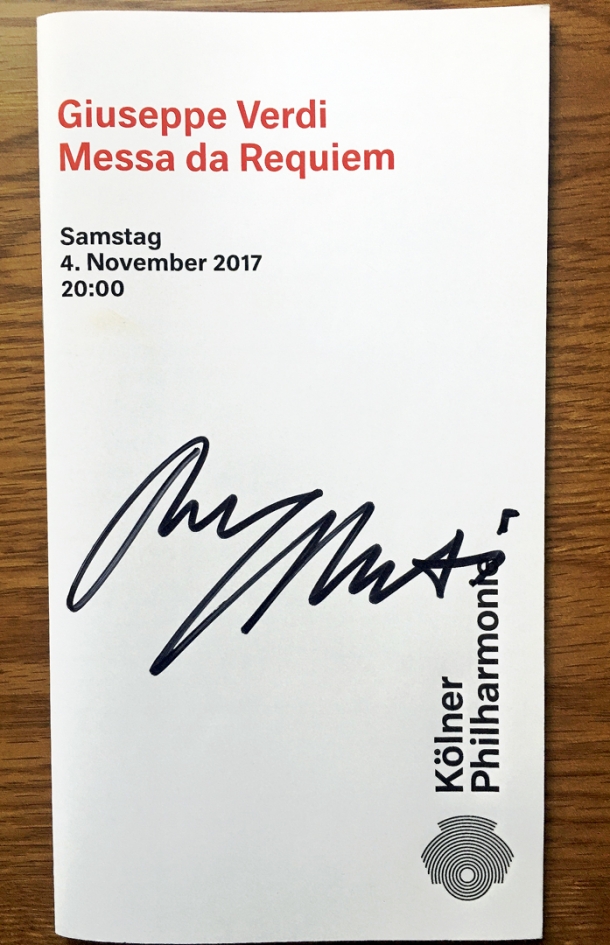 Giuseppe Verdi
Messa da Requiem
Samstag
4. November 2017
20:00
Kölner
Philharmonie